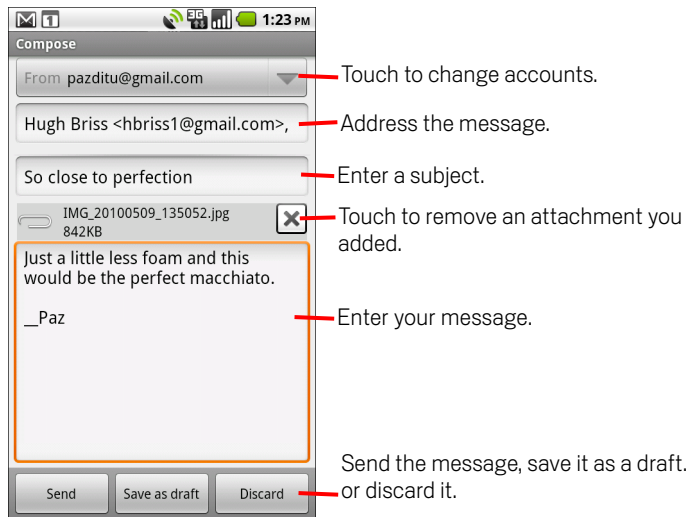 1
3G
1:23 PM
Compose
From pazditu@gmail.com
Touch to change accounts.
Hugh Briss <hbriss1@gmail.com>,
Address the message.
So close to perfection
Enter a subject.
IMG_20100509_135052.jpg
842KB
Touch to remove an attachment you
added.
Just a little less foam and this
would be the perfect macchiato.
__Paz
Enter your message.
Send
Save as draft
Discard
Send the message, save it as a draft.
or discard it.